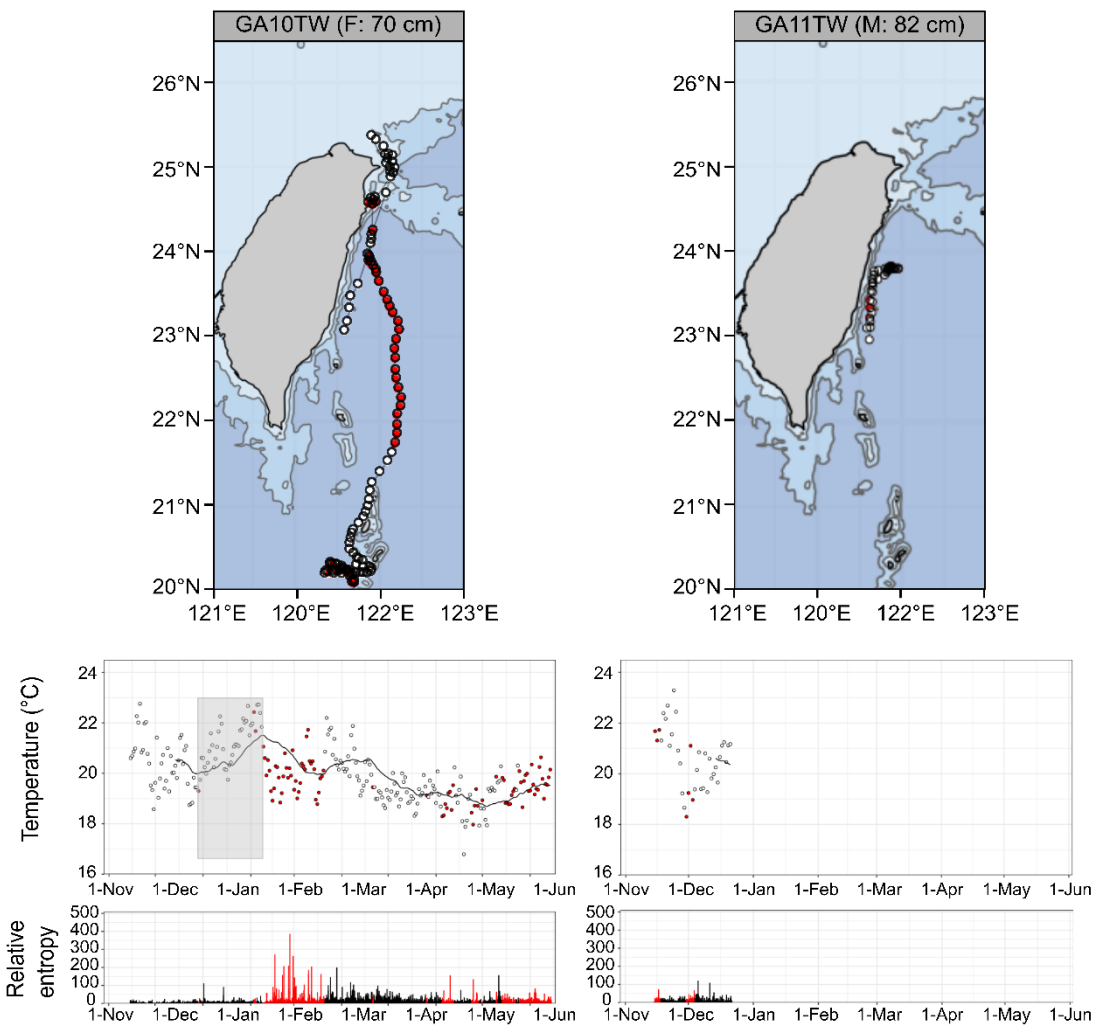 GA10TW (F: 70 cm)
GA11TW (M: 82 cm)
26°N
25°N
24°N
23°N
22°N
21°N
20°N
121°E 120°E 122°E 123°E
26°N
25°N
24°N
23°N
22°N
21°N
20°N
121°E 120°E 122°E 123°E
Temperature (°C)
24
22
20
18
16
1-Nov 1-Dec 1-Jan 1-Feb 1-Mar 1-Apr 1-May 1-Jun
24
22
20
18
16
1-Nov 1-Dec 1-Jan 1-Feb 1-Mar 1-Apr 1-May 1-Jun
Relative
entropy
500
400
300
200
100
0
1-Nov 1-Dec 1-Jan 1-Feb 1-Mar 1-Apr 1-May 1-Jun
500
400
300
200
100
0
1-Nov 1-Dec 1-Jan 1-Feb 1-Mar 1-Apr 1-May 1-Jun